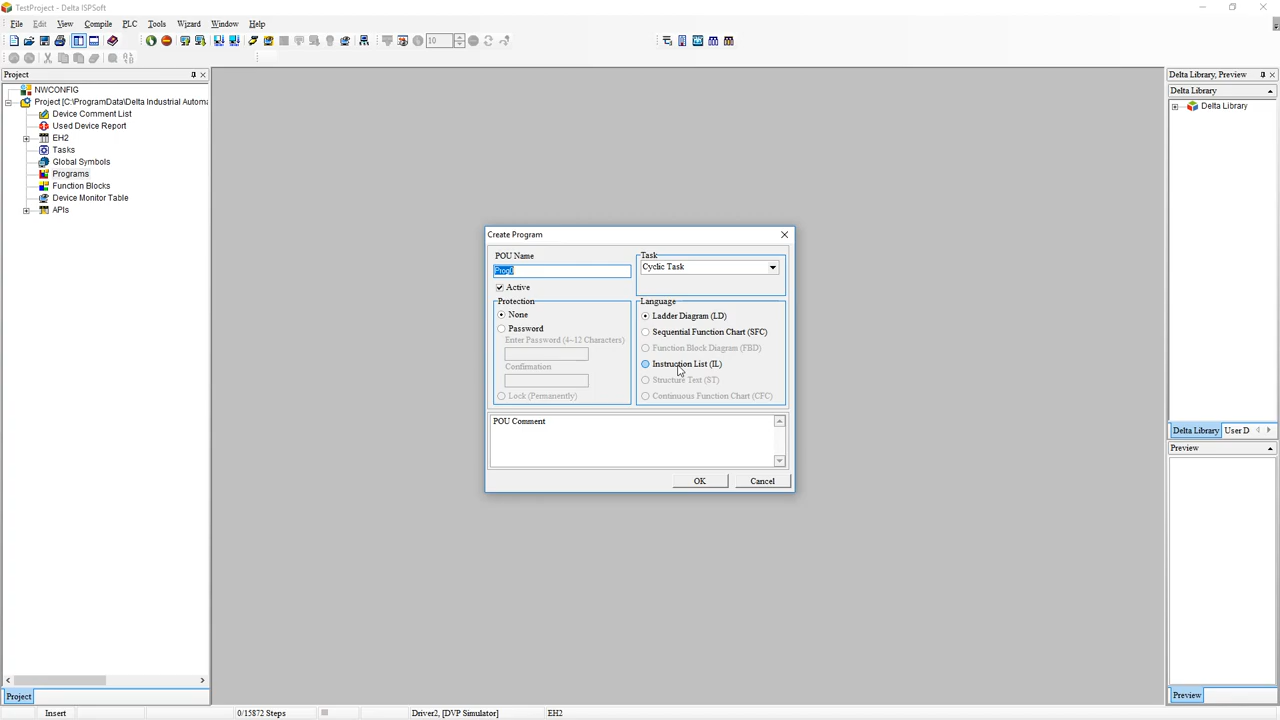 TestProject - Delta ISPSoft
File Edit View Compile PLC Tools Wizard Window Help
10
Project
NWCONFIG
Project [C:\ProgramData\Delta Industrial Automa
Device Comment List
Used Device Report
EH2
Tasks
Global Symbols
Programs
Function Blocks
Device Monitor Table
APIs
Create Program
POU Name
Prog0
Active
Protection
None
Password
Enter Password (4~12 Characters)
Confirmation
Lock (Permanently)
Task
Cyclic Task
Language
Ladder Diagram (LD)
Sequential Function Chart (SFC)
Function Block Diagram (FBD)
Instruction List (IL)
Structure Test (ST)
Continuous Function Chart (CFC)
POU Comment
OK Cancel
Delta Library, Preview
Delta Library
Delta Library
Delta Library User D
Preview
Preview
Project
Insert 0/15872 Steps Driver2, [DVP Simulator] EH2